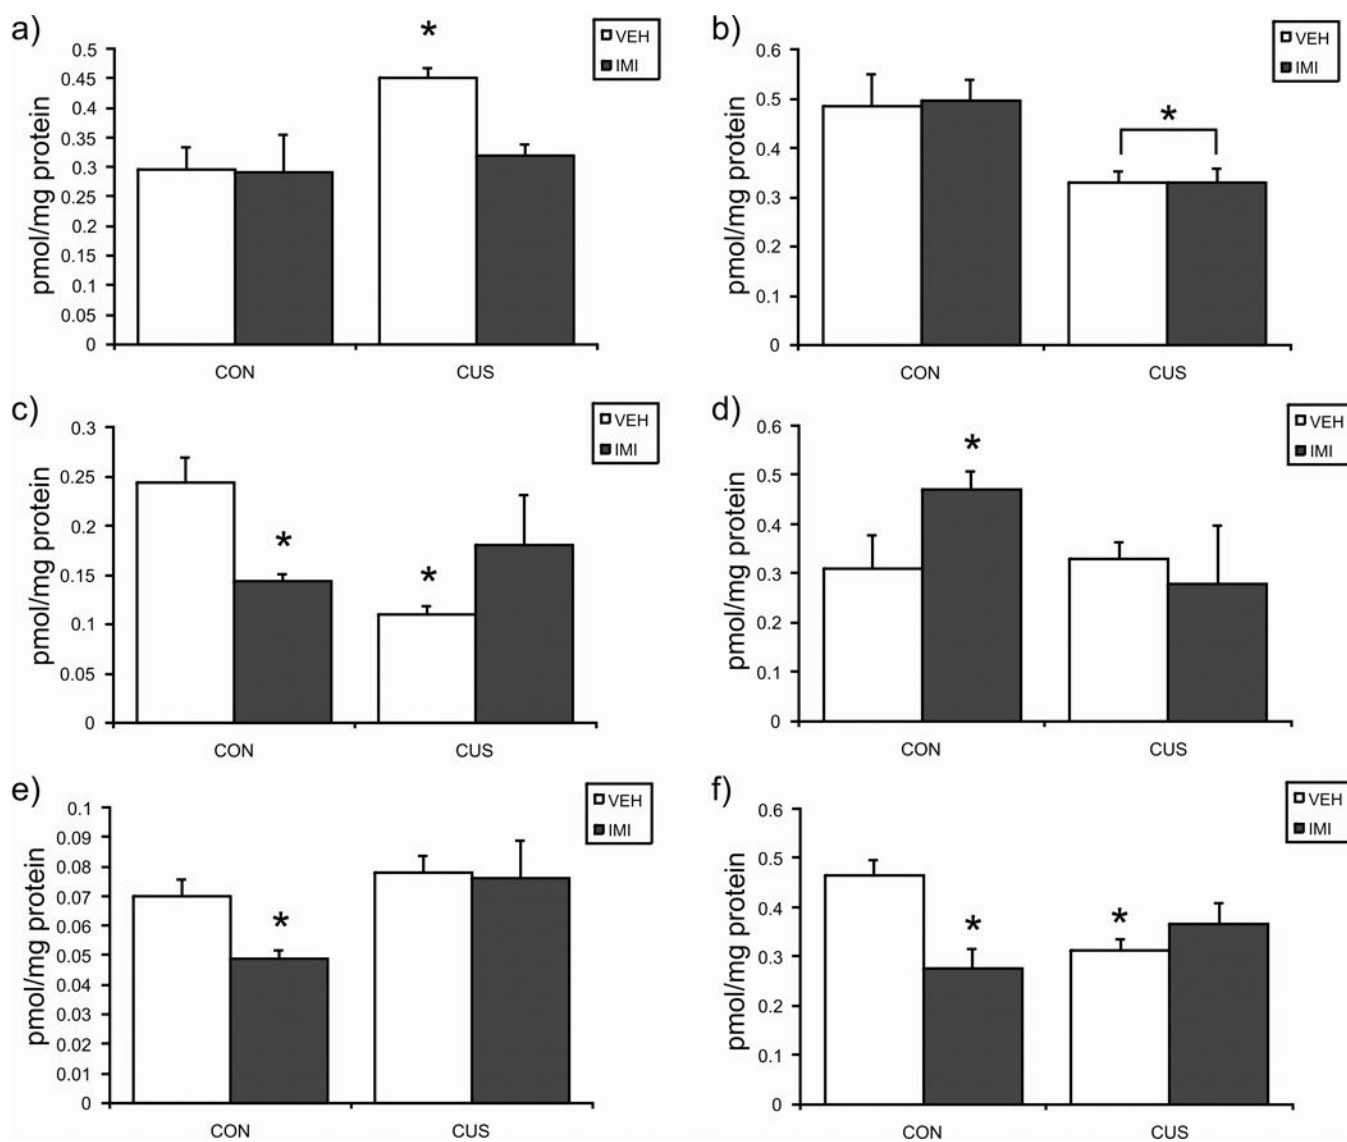 a)
VEH
IMI
pmol/mg protein
0.5
0.45
0.4
0.35
0.3
0.25
0.2
0.15
0.1
0.05
0
*
CON
CUS
b)
VEH
IMI
pmol/mg protein
0.6
0.5
0.4
0.3
0.2
0.1
0
*
CON
CUS
c)
VEH
IMI
pmol/mg protein
0.3
0.25
0.2
0.15
0.1
0.05
0
*
*
CON
CUS
d)
VEH
IMI
pmol/mg protein
0.6
0.5
0.4
0.3
0.2
0.1
0
*
CON
CUS
e)
VEH
IMI
pmol/mg protein
0.1
0.09
0.08
0.07
0.06
0.05
0.04
0.03
0.02
0.01
0
*
CON
CUS
f)
VEH
IMI
pmol/mg protein
0.6
0.5
0.4
0.3
0.2
0.1
0
*
*
CON
CUS